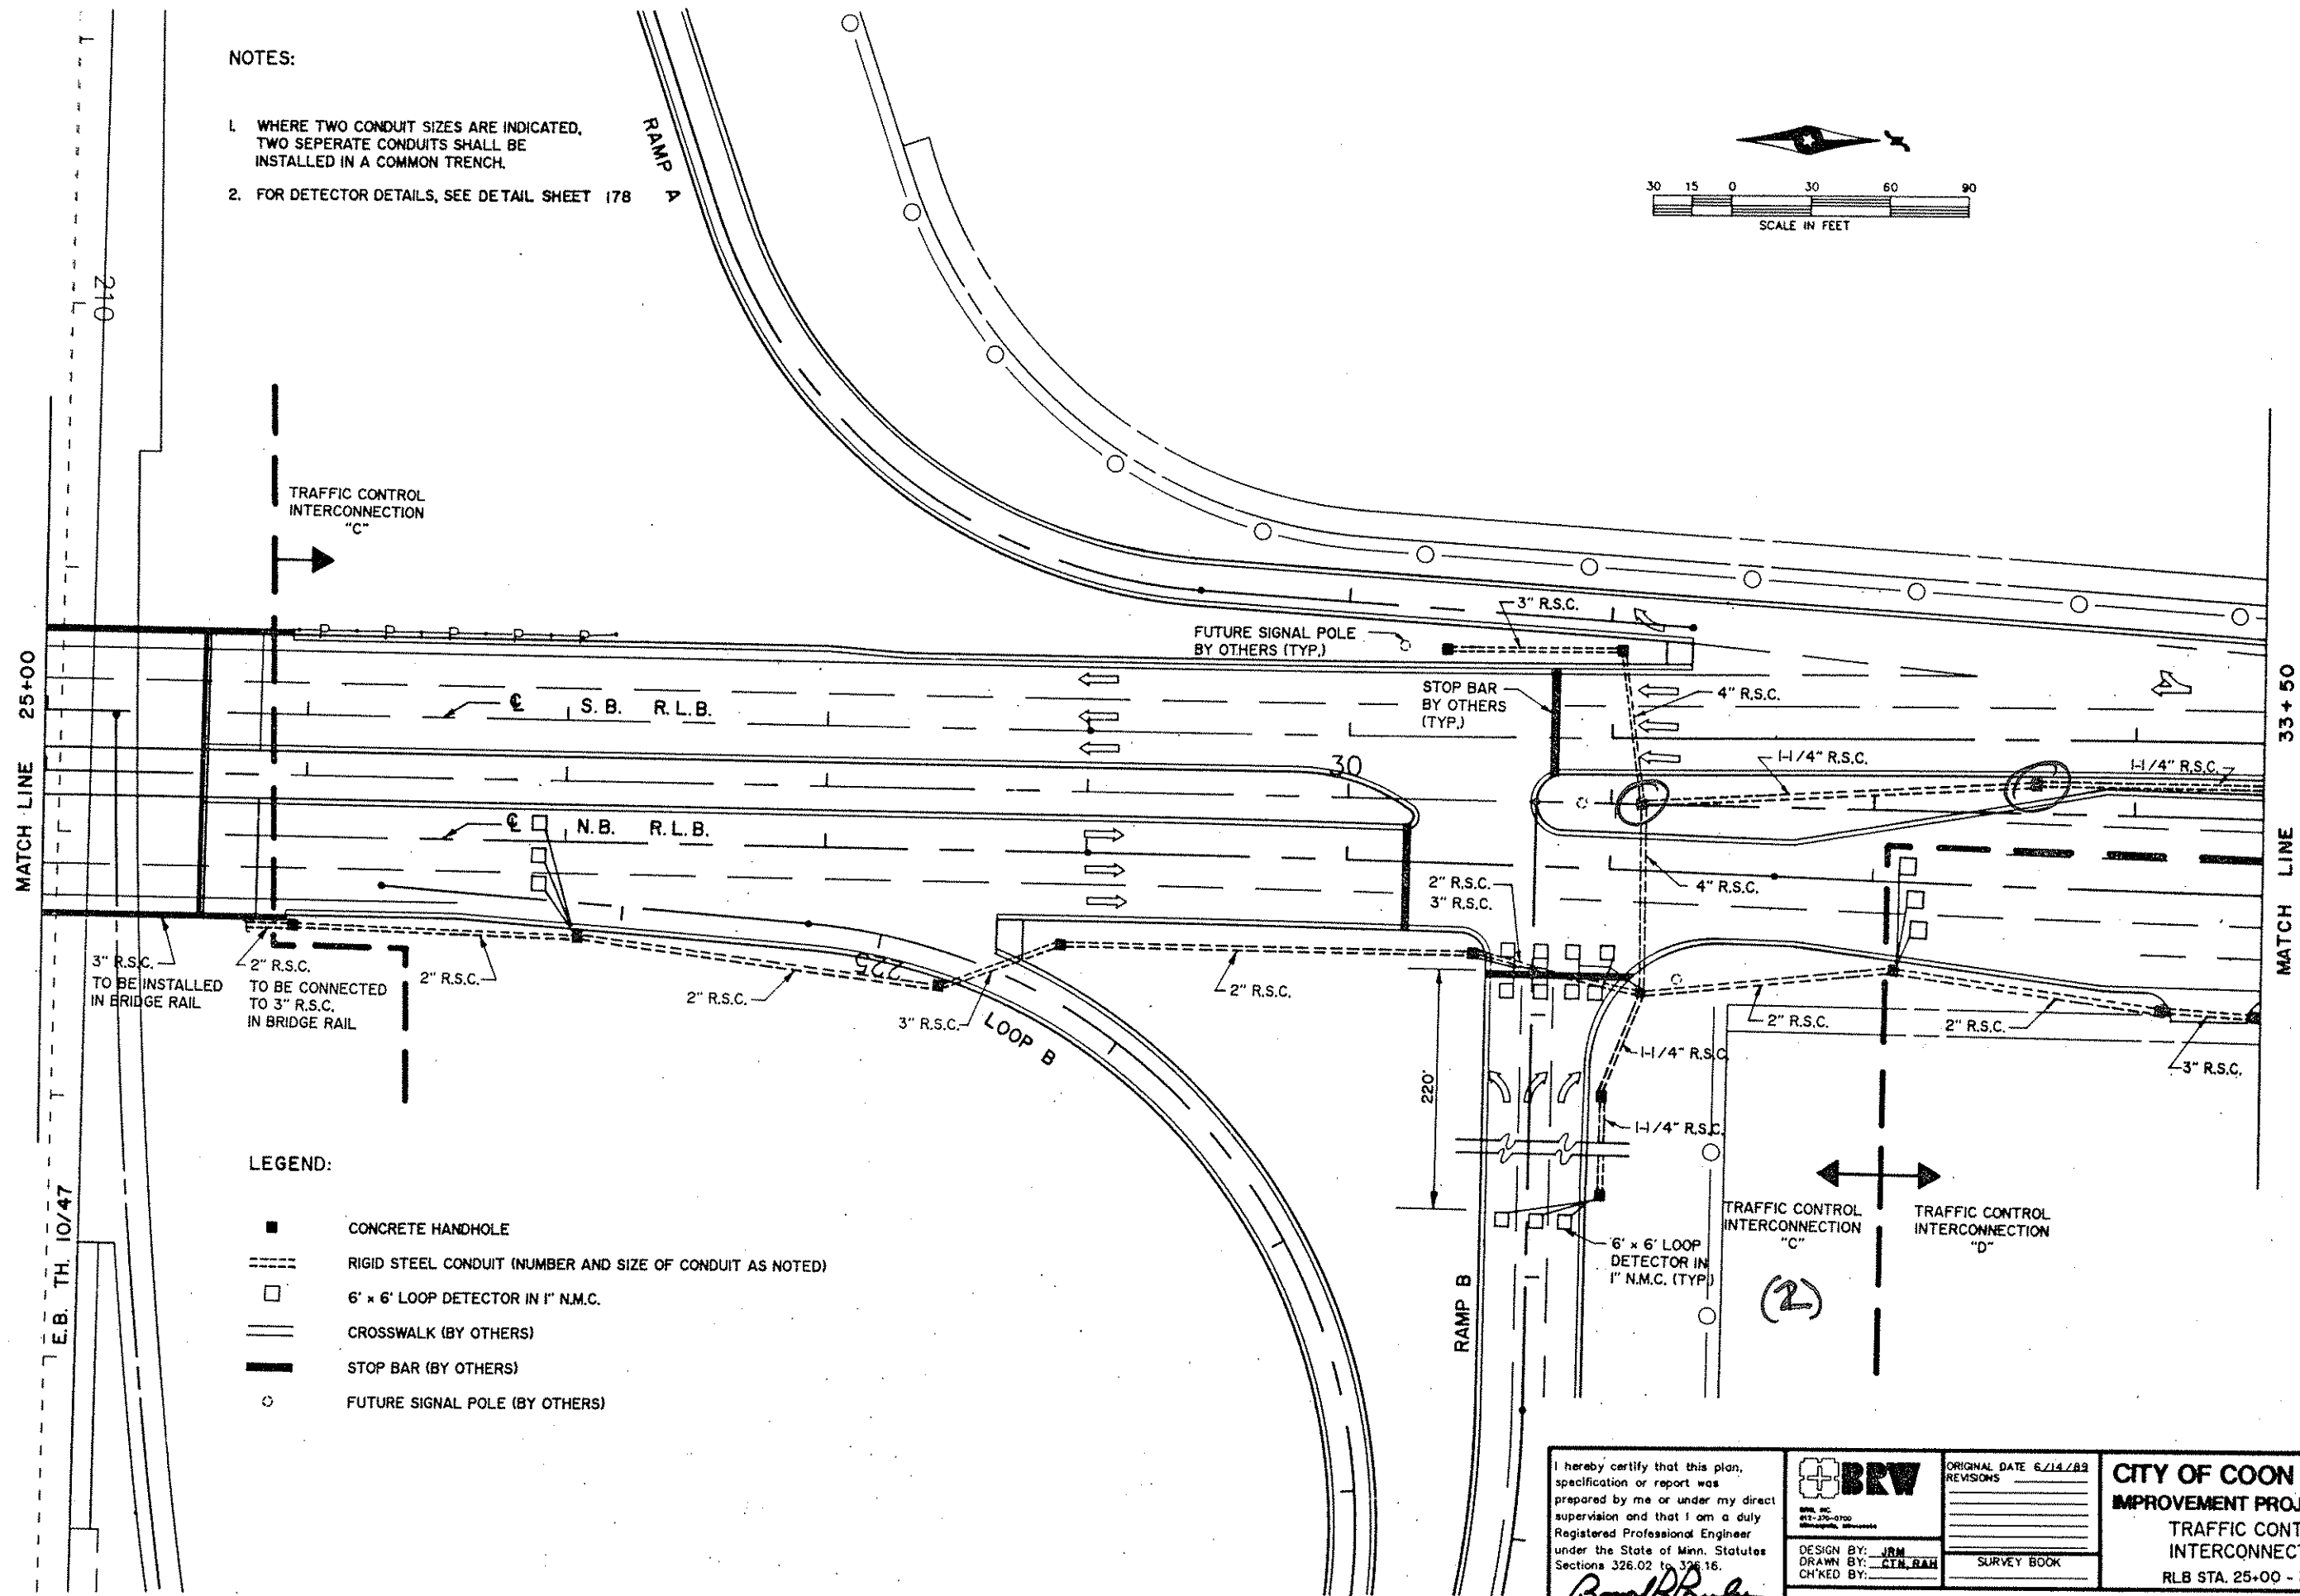 NOTES:
1. WHERE TWO CONDUIT SIZES ARE INDICATED,
TWO SEPERATE CONDUITS SHALL BE
INSTALLED IN A COMMON TRENCH.
2. FOR DETECTOR DETAILS, SEE DETAIL SHEET 178
RAMP A
30 15 0 30 60 90
SCALE IN FEET
210
TRAFFIC CONTROL
INTERCONNECTION
"C"
MATCH LINE 25+00
S.B. R.L.B.
N.B. R.L.B.
FUTURE SIGNAL POLE
BY OTHERS (TYP.)
3" R.S.C.
STOP BAR
BY OTHERS
(TYP.)
4" R.S.C.
30
1-1/4" R.S.C.
1-1/4" R.S.C.
MATCH LINE 33+50
2" R.S.C.
3" R.S.C.
4" R.S.C.
3" R.S.C.
TO BE INSTALLED
IN BRIDGE RAIL
2" R.S.C.
TO BE CONNECTED
TO 3" R.S.C.
IN BRIDGE RAIL
2" R.S.C.
2" R.S.C.
225
3" R.S.C.
LOOP B
2" R.S.C.
2" R.S.C.
2" R.S.C.
3" R.S.C.
1-1/4" R.S.C.
220'
1-1/4" R.S.C.
6' x 6' LOOP
DETECTOR IN
1" N.M.C. (TYP.)
RAMP B
TRAFFIC CONTROL
INTERCONNECTION
"C"
(2)
TRAFFIC CONTROL
INTERCONNECTION
"D"
E.B. TH. 10/47
LEGEND:
CONCRETE HANDHOLE
RIGID STEEL CONDUIT (NUMBER AND SIZE OF CONDUIT AS NOTED)
6' x 6' LOOP DETECTOR IN 1" N.M.C.
CROSSWALK (BY OTHERS)
STOP BAR (BY OTHERS)
FUTURE SIGNAL POLE (BY OTHERS)
I hereby certify that this plan,
specification or report was
prepared by me or under my direct
supervision and that I am a duly
Registered Professional Engineer
under the State of Minn. Statutes
Sections 326.02 to 326.16.
BRW
BRW, INC.
612-370-0700
Minneapolis, Minnesota
DESIGN BY: JRM
DRAWN BY: CTN, RAH
CH'KED BY:
ORIGINAL DATE 6/14/89
REVISIONS
SURVEY BOOK
CITY OF COON
IMPROVEMENT PROJ
TRAFFIC CONT
INTERCONNECT
RLB STA. 25+00 -